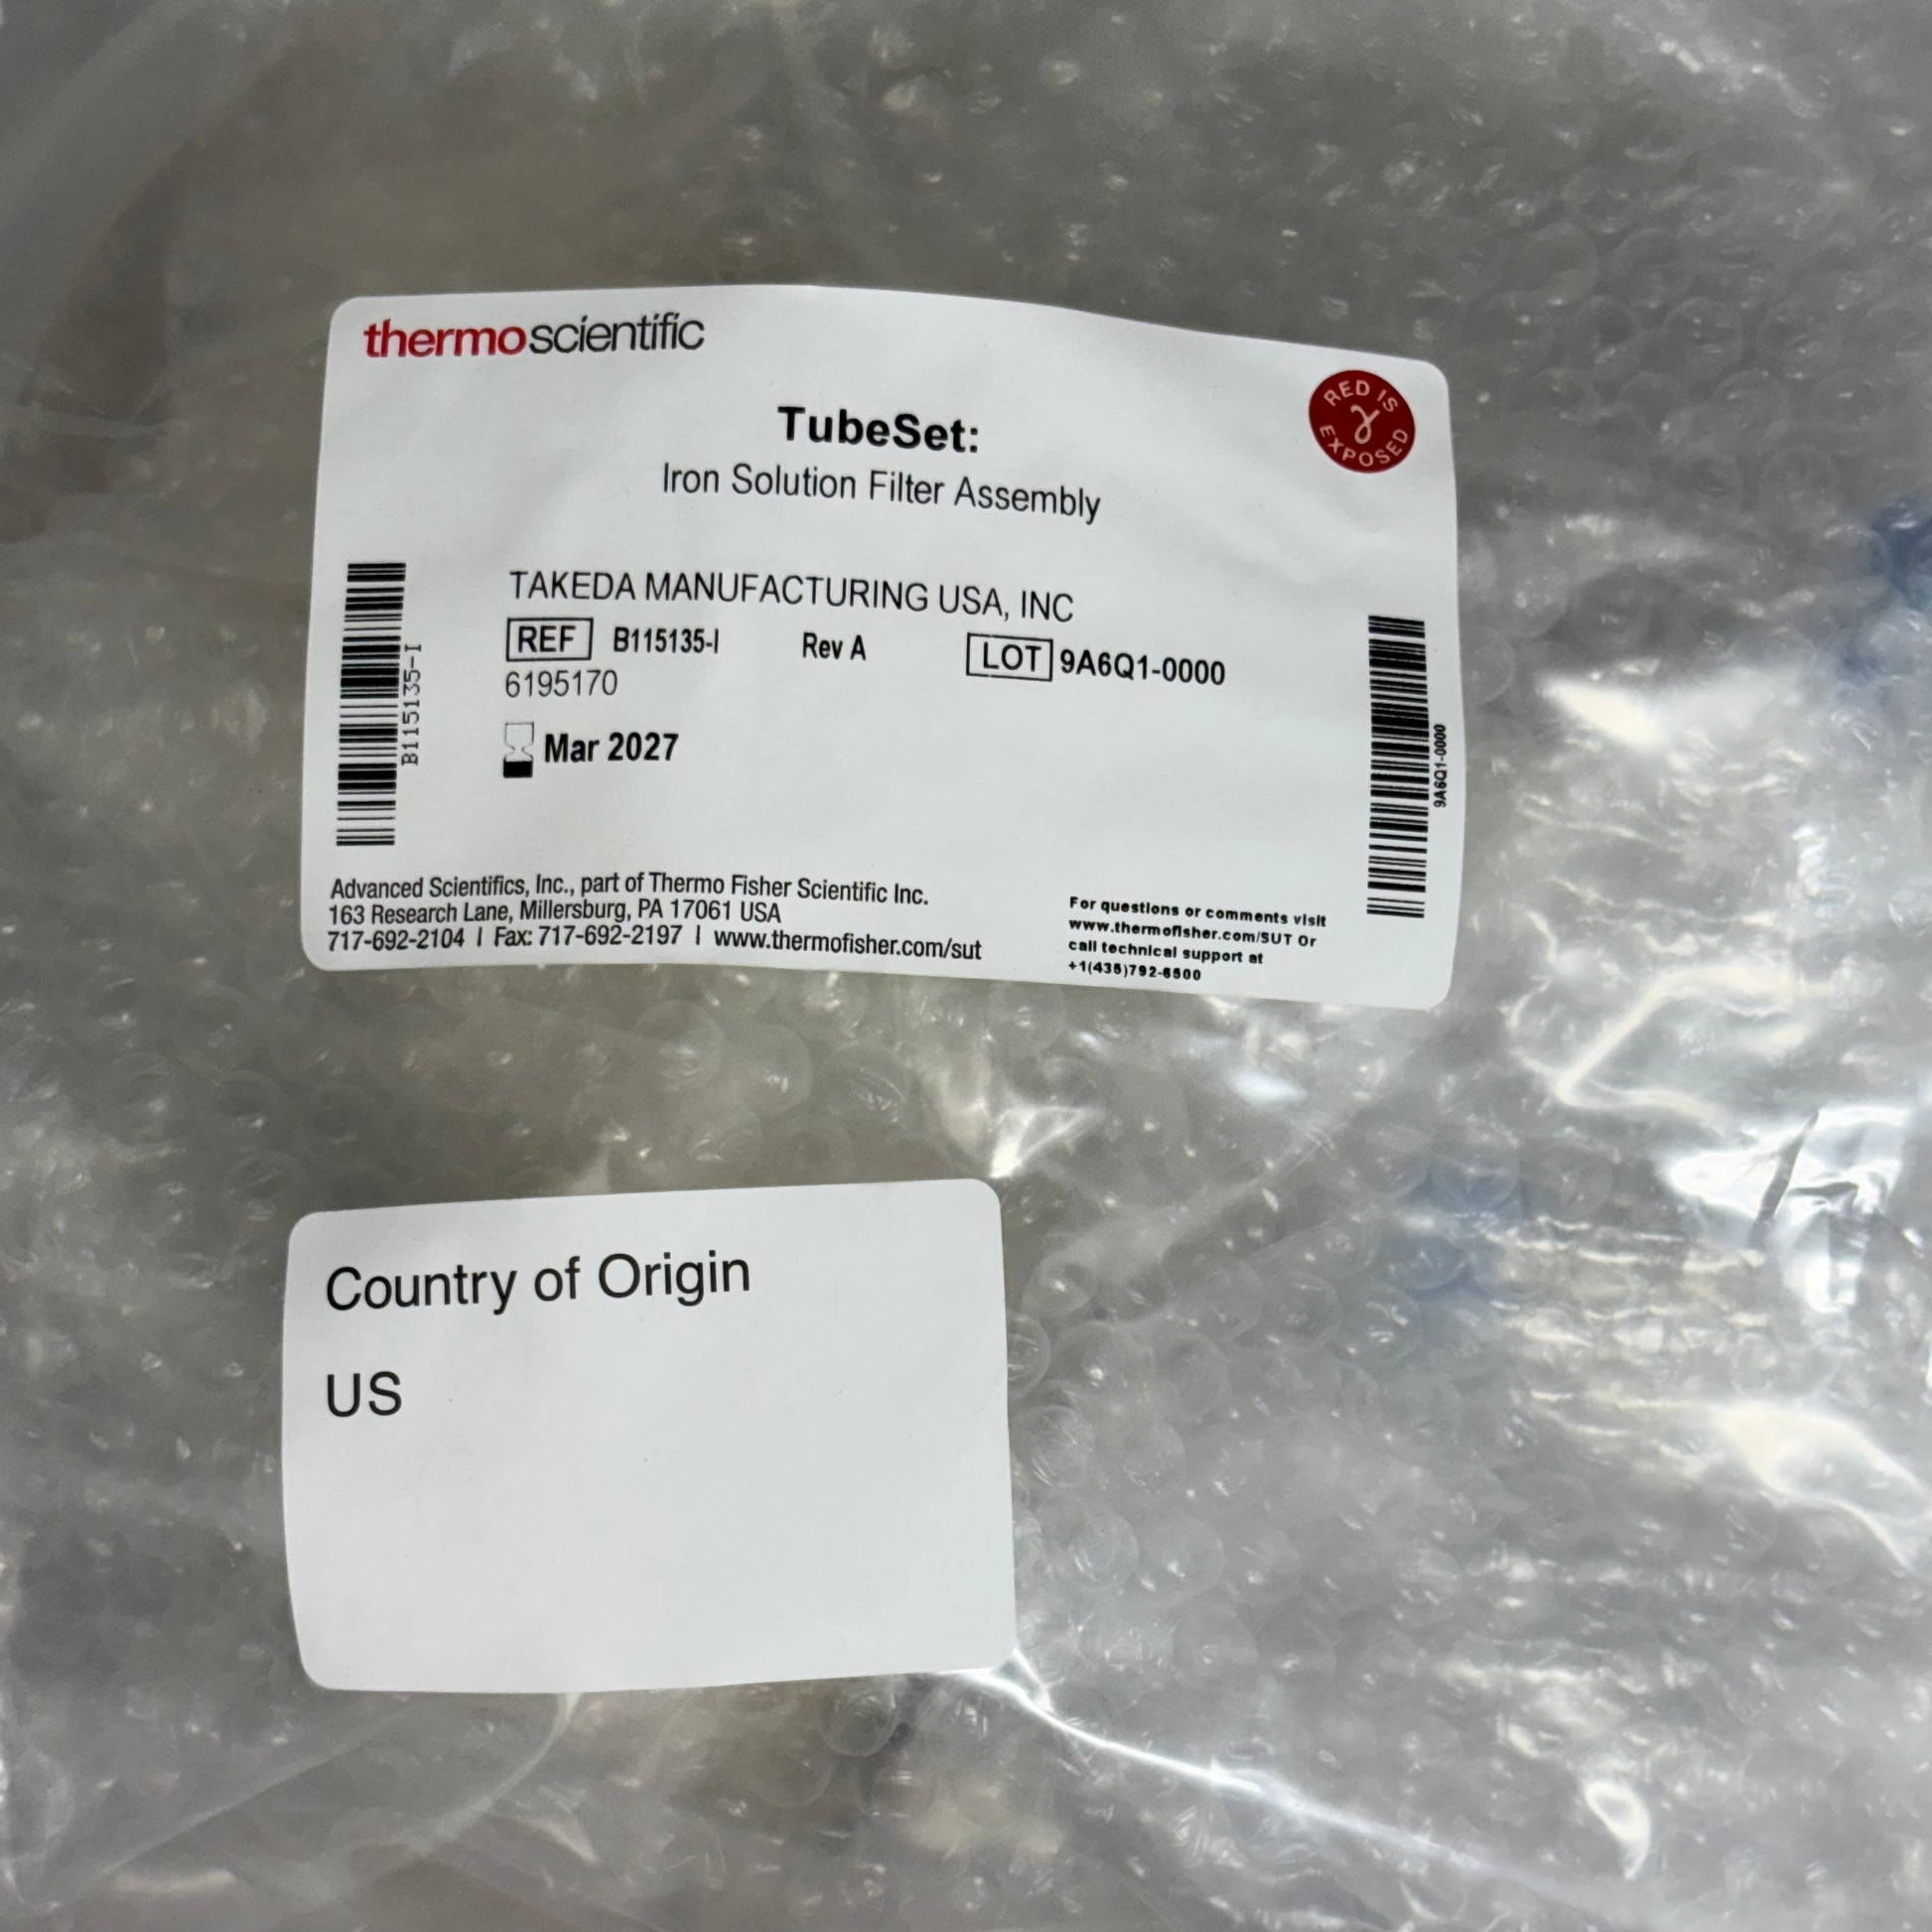 thermo scientific
RED IS
γ
EXPOSED
TubeSet:
Iron Solution Filter Assembly
TAKEDA MANUFACTURING USA, INC
REF B115135-I Rev A LOT 9A6Q1-0000
6195170
Mar 2027
B115135-I
9A6Q1-0000
Advanced Scientifics, Inc., part of Thermo Fisher Scientific Inc.
163 Research Lane, Millersburg, PA 17061 USA
717-692-2104 | Fax: 717-692-2197 | www.thermofisher.com/sut
For questions or comments visit
www.thermofisher.com/SUT Or
call technical support at
+1(435)792-8500
Country of Origin
US